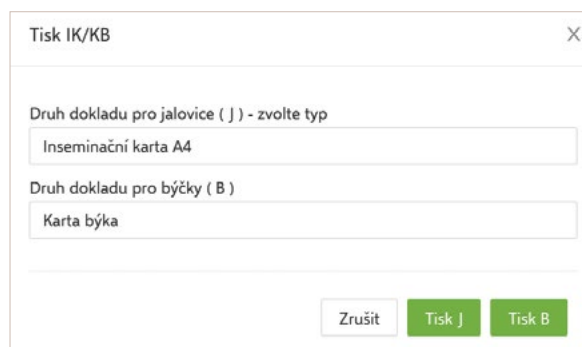 Tisk IK/KB
X
Druh dokladu pro jalovice ( J ) - zvolte typ
Inseminační karta A4
Druh dokladu pro býčky ( B )
Karta býka
Zrušit Tisk J Tisk B